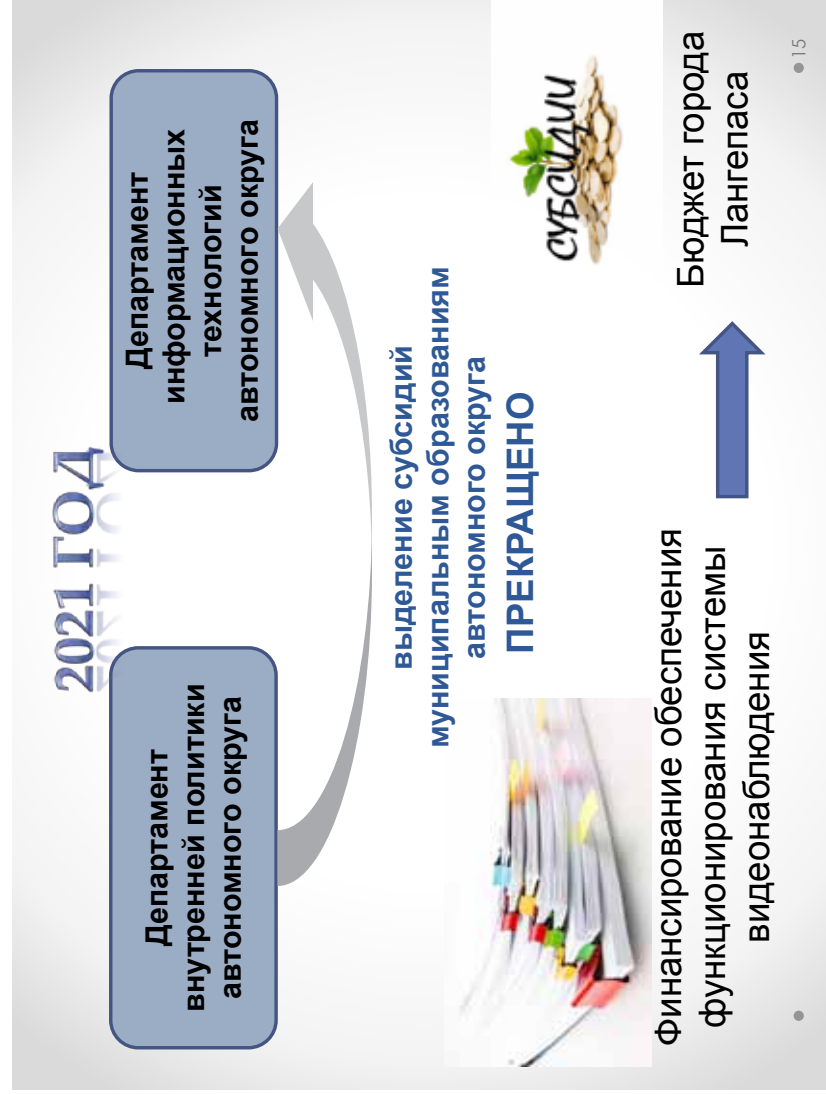 2021 ГОД
Департамент
внутренней политики
автономного округа
Департамент
информационных
технологий
автономного округа
выделение субсидий
муниципальным образованиям
автономного округа
ПРЕКРАЩЕНО
СУБСИДИИ
Финансирование обеспечения
функционирования системы
видеонаблюдения
Бюджет города
Лангепаса
15